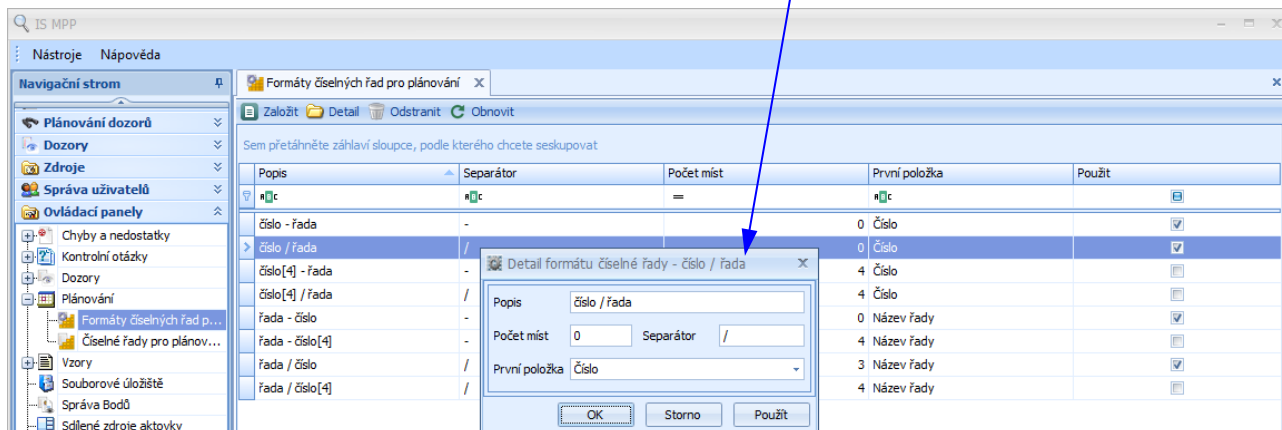 IS MPP
Nástroje Nápověda
Navigační strom
Formáty číselných řad pro plánování
Založit Detail Odstranit Obnovit
Sem přetáhněte záhlaví sloupce, podle kterého chcete seskupovat
Plánování dozorů
Dozory
Zdroje
Správa uživatelů
Ovládací panely
Chyby a nedostatky
Kontrolní otázky
Dozory
Plánování
Formáty číselných řad p...
Číselné řady pro plánov...
Vzory
Souborové úložiště
Správa Bodů
Sdílené zdroje aktovky
Popis Separátor Počet míst První položka Použit
číslo - řada - 0 Číslo
číslo / řada / 0 Číslo
číslo[4] - řada - 4 Číslo
číslo[4] / řada / 4 Číslo
řada - číslo - 0 Název řady
řada - číslo[4] - 4 Název řady
řada / číslo / 3 Název řady
řada / číslo[4] / 4 Název řady
Detail formátu číselné řady - číslo / řada
Popis číslo / řada
Počet míst 0 Separátor /
První položka Číslo
OK Storno Použít